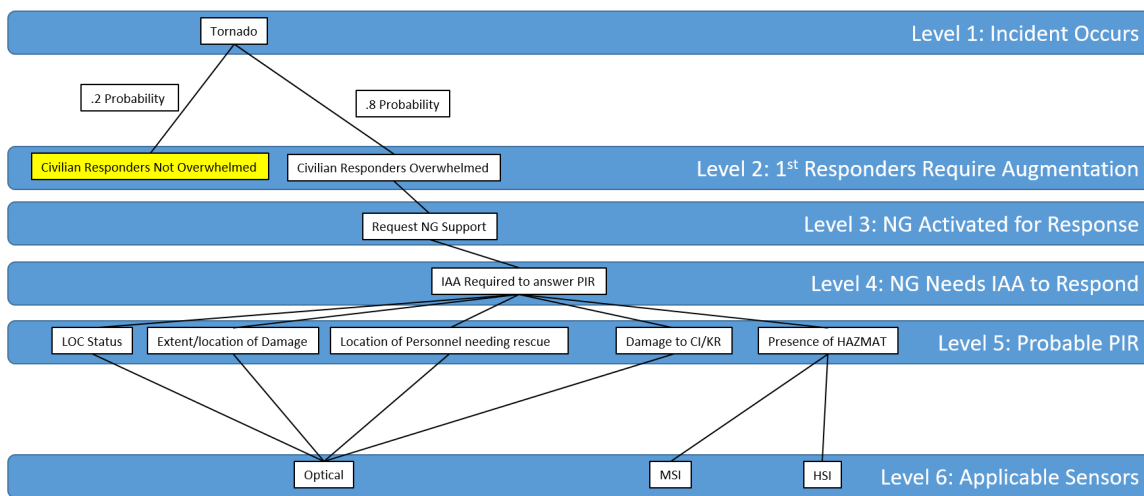 Tornado
Level 1: Incident Occurs
.2 Probability
.8 Probability
Civilian Responders Not Overwhelmed
Civilian Responders Overwhelmed
Level 2: 1st Responders Require Augmentation
Request NG Support
Level 3: NG Activated for Response
IAA Required to answer PIR
Level 4: NG Needs IAA to Respond
LOC Status
Extent/location of Damage
Location of Personnel needing rescue
Damage to CI/KR
Presence of HAZMAT
Level 5: Probable PIR
Optical
MSI
HSI
Level 6: Applicable Sensors